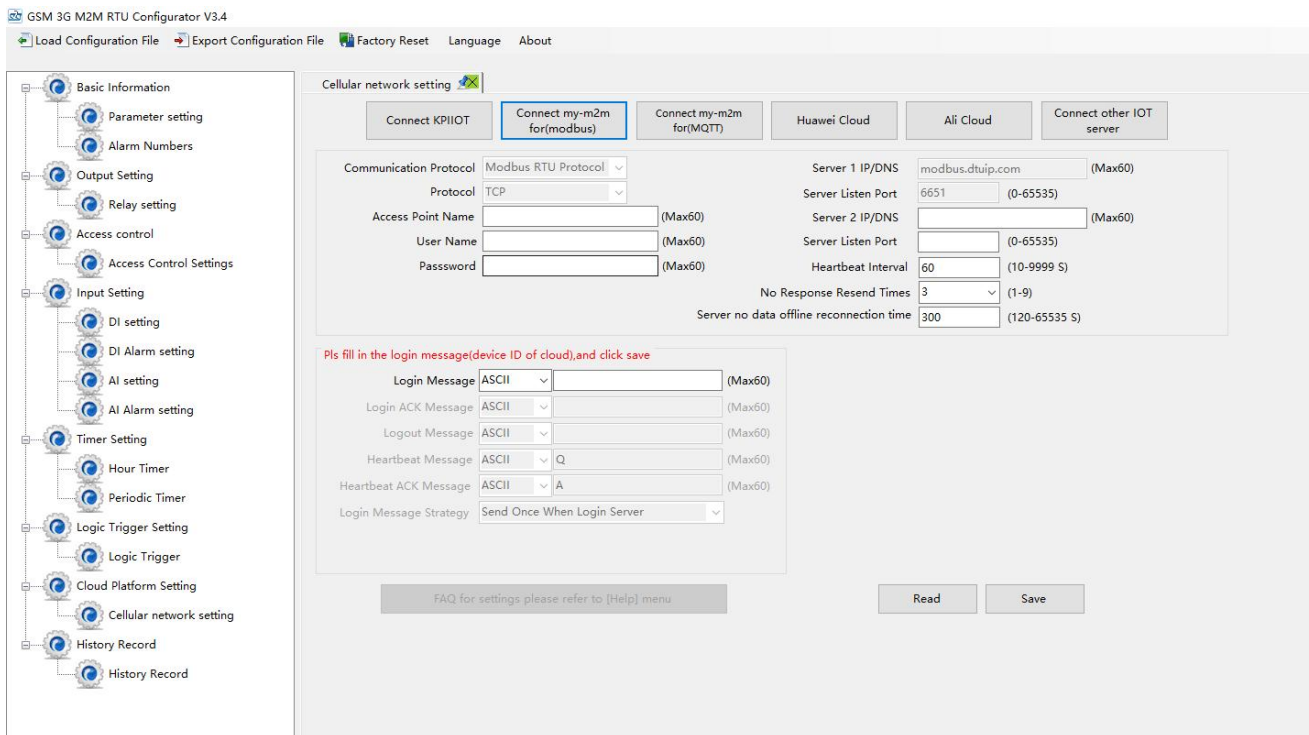 GSM 3G M2M RTU Configurator V3.4
Load Configuration File Export Configuration File Factory Reset Language About
Basic Information
Parameter setting
Alarm Numbers
Output Setting
Relay setting
Access control
Access Control Settings
Input Setting
DI setting
DI Alarm setting
AI setting
AI Alarm setting
Timer Setting
Hour Timer
Periodic Timer
Logic Trigger Setting
Logic Trigger
Cloud Platform Setting
Cellular network setting
History Record
History Record
Cellular network setting
Connect KPIIOT
Connect my-m2m
for(modbus)
Connect my-m2m
for(MQTT)
Huawei Cloud
Ali Cloud
Connect other IOT
server
Communication Protocol Modbus RTU Protocol
Protocol TCP
Access Point Name (Max60)
User Name (Max60)
Passsword (Max60)
Server 1 IP/DNS modbus.dtuip.com (Max60)
Server Listen Port 6651 (0-65535)
Server 2 IP/DNS (Max60)
Server Listen Port (0-65535)
Heartbeat Interval 60 (10-9999 S)
No Response Resend Times 3 (1-9)
Server no data offline reconnection time 300 (120-65535 S)
Pls fill in the login message(device ID of cloud),and click save
Login Message ASCII (Max60)
Login ACK Message ASCII (Max60)
Logout Message ASCII (Max60)
Heartbeat Message ASCII Q (Max60)
Heartbeat ACK Message ASCII A (Max60)
Login Message Strategy Send Once When Login Server
FAQ for settings please refer to [Help] menu
Read
Save